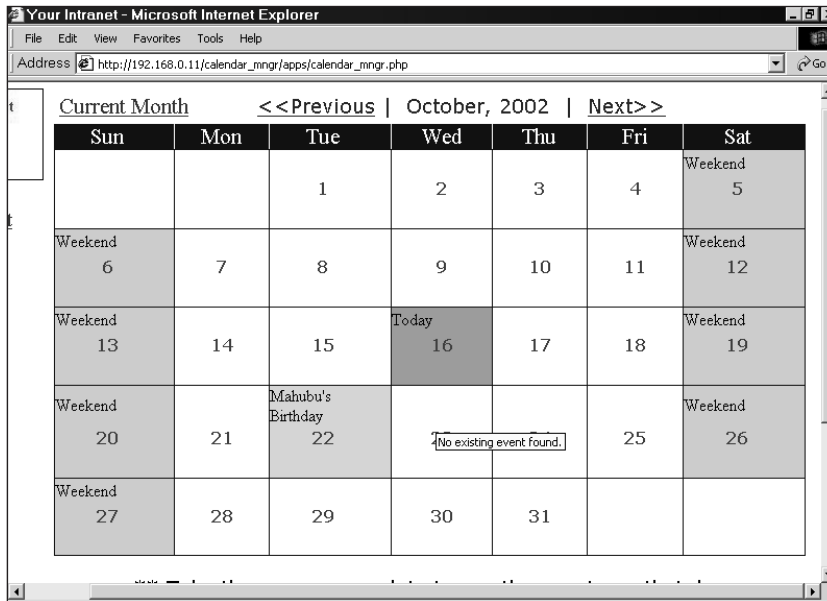 Your Intranet - Microsoft Internet Explorer
File Edit View Favorites Tools Help
Address http://192.168.0.11/calendar_mngr/apps/calendar_mngr.php Go
Current Month <<Previous | October, 2002 | Next>>
Sun Mon Tue Wed Thu Fri Sat
Weekend
1 2 3 4 5
Weekend Weekend
6 7 8 9 10 11 12
Weekend Today Weekend
13 14 15 16 17 18 19
Weekend Mahubu's Birthday Weekend
20 21 22 25 26
No existing event found.
Weekend
27 28 29 30 31